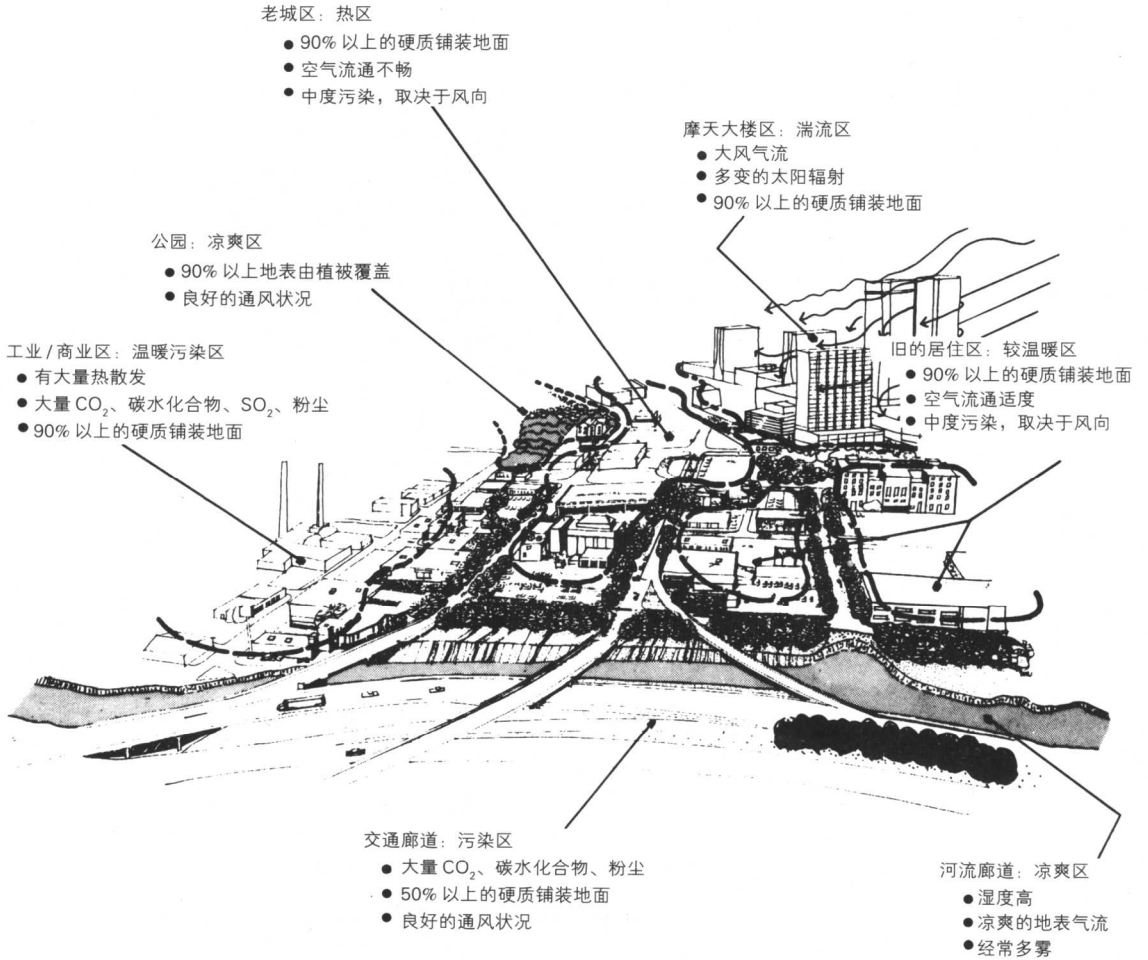 老城区：热区
● 90% 以上的硬质铺装地面
● 空气流通不畅
● 中度污染，取决于风向
摩天大楼区：湍流区
● 大风气流
● 多变的太阳辐射
● 90% 以上的硬质铺装地面
公园：凉爽区
● 90% 以上地表由植被覆盖
● 良好的通风状况
工业/商业区：温暖污染区
● 有大量热散发
● 大量 CO₂、碳水化合物、SO₂、粉尘
● 90% 以上的硬质铺装地面
旧的居住区：较温暖区
● 90% 以上的硬质铺装地面
● 空气流通适度
● 中度污染，取决于风向
交通廊道：污染区
● 大量 CO₂、碳水化合物、粉尘
● 50% 以上的硬质铺装地面
● 良好的通风状况
河流廊道：凉爽区
● 湿度高
● 凉爽的地表气流
● 经常多雾